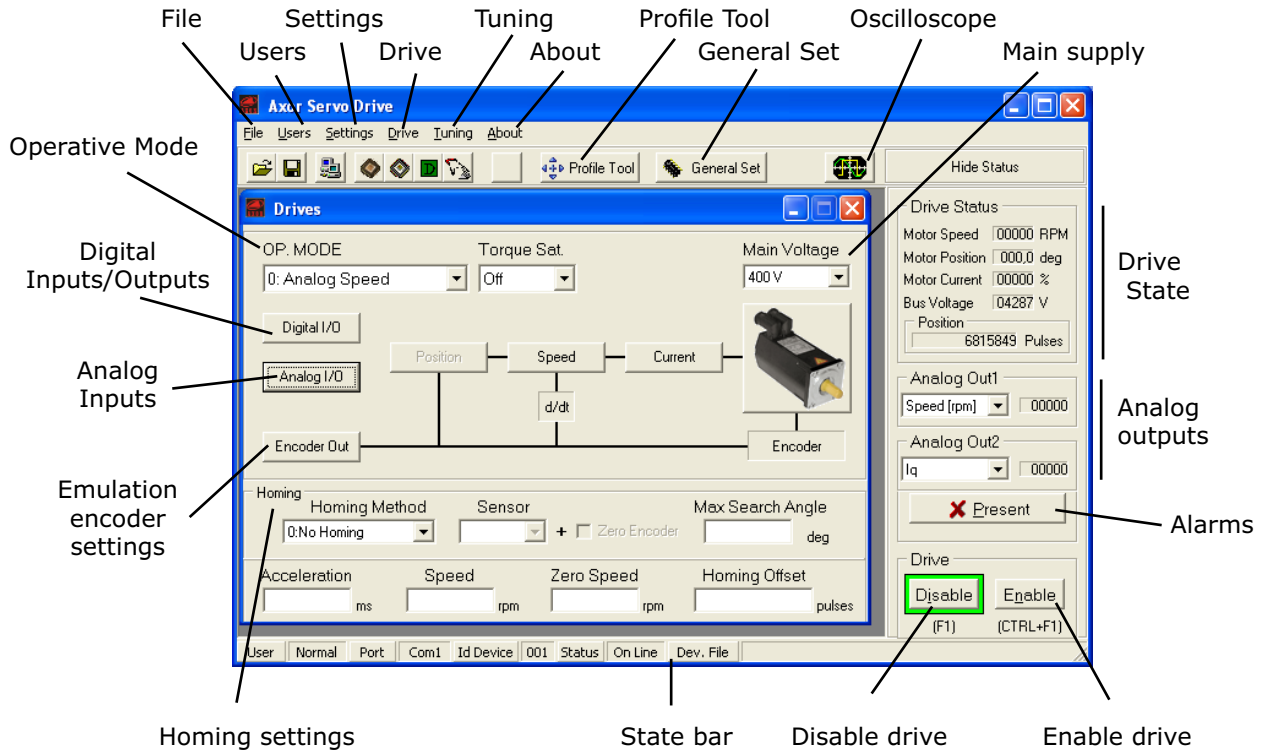 File
Settings
Tuning
Profile Tool
Oscilloscope
Users
Drive
About
General Set
Main supply
Axor Servo Drive
File Users Settings Drive Tuning About
Profile Tool
General Set
Hide Status
Operative Mode
Digital
Inputs/Outputs
Analog
Inputs
Emulation
encoder
settings
Drives
OP. MODE
Torque Sat.
Main Voltage
0: Analog Speed
Off
400 V
Digital I/O
Analog I/O
Position
Speed
Current
d/dt
Encoder Out
Encoder
Homing
Homing Method
Sensor
Max Search Angle
0:No Homing
+
Zero Encoder
deg
Acceleration
Speed
Zero Speed
Homing Offset
ms
rpm
rpm
pulses
Drive Status
Motor Speed 00000 RPM
Motor Position 000,0 deg
Motor Current 00000 %
Bus Voltage 04287 V
Position
6815849 Pulses
Analog Out1
Speed [rpm] 00000
Analog Out2
Iq 00000
Present
Drive
Disable
Enable
(F1)
(CTRL+F1)
Drive
State
Analog
outputs
Alarms
User Normal Port Com1 Id Device 001 Status On Line Dev. File
Homing settings
State bar
Disable drive
Enable drive